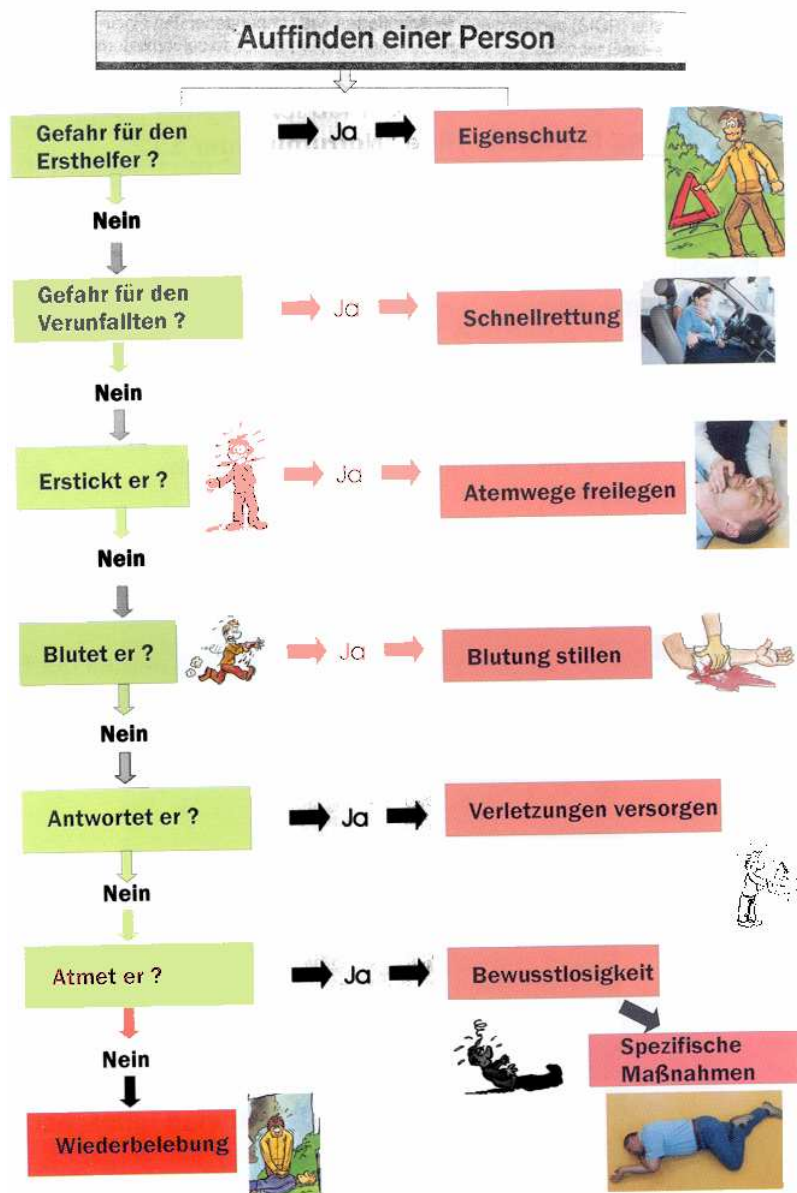 Auffinden einer Person
Gefahr für den
Ersthelfer ?
Ja
Eigenschutz
Nein
Gefahr für den
Verunfallten ?
Ja
Schnellrettung
Nein
Erstickt er ?
Ja
Atemwege freilegen
Nein
Blutet er ?
Ja
Blutung stillen
Nein
Antwortet er ?
Ja
Verletzungen versorgen
Nein
Atmet er ?
Ja
Bewusstlosigkeit
Nein
Spezifische
Maßnahmen
Wiederbelebung